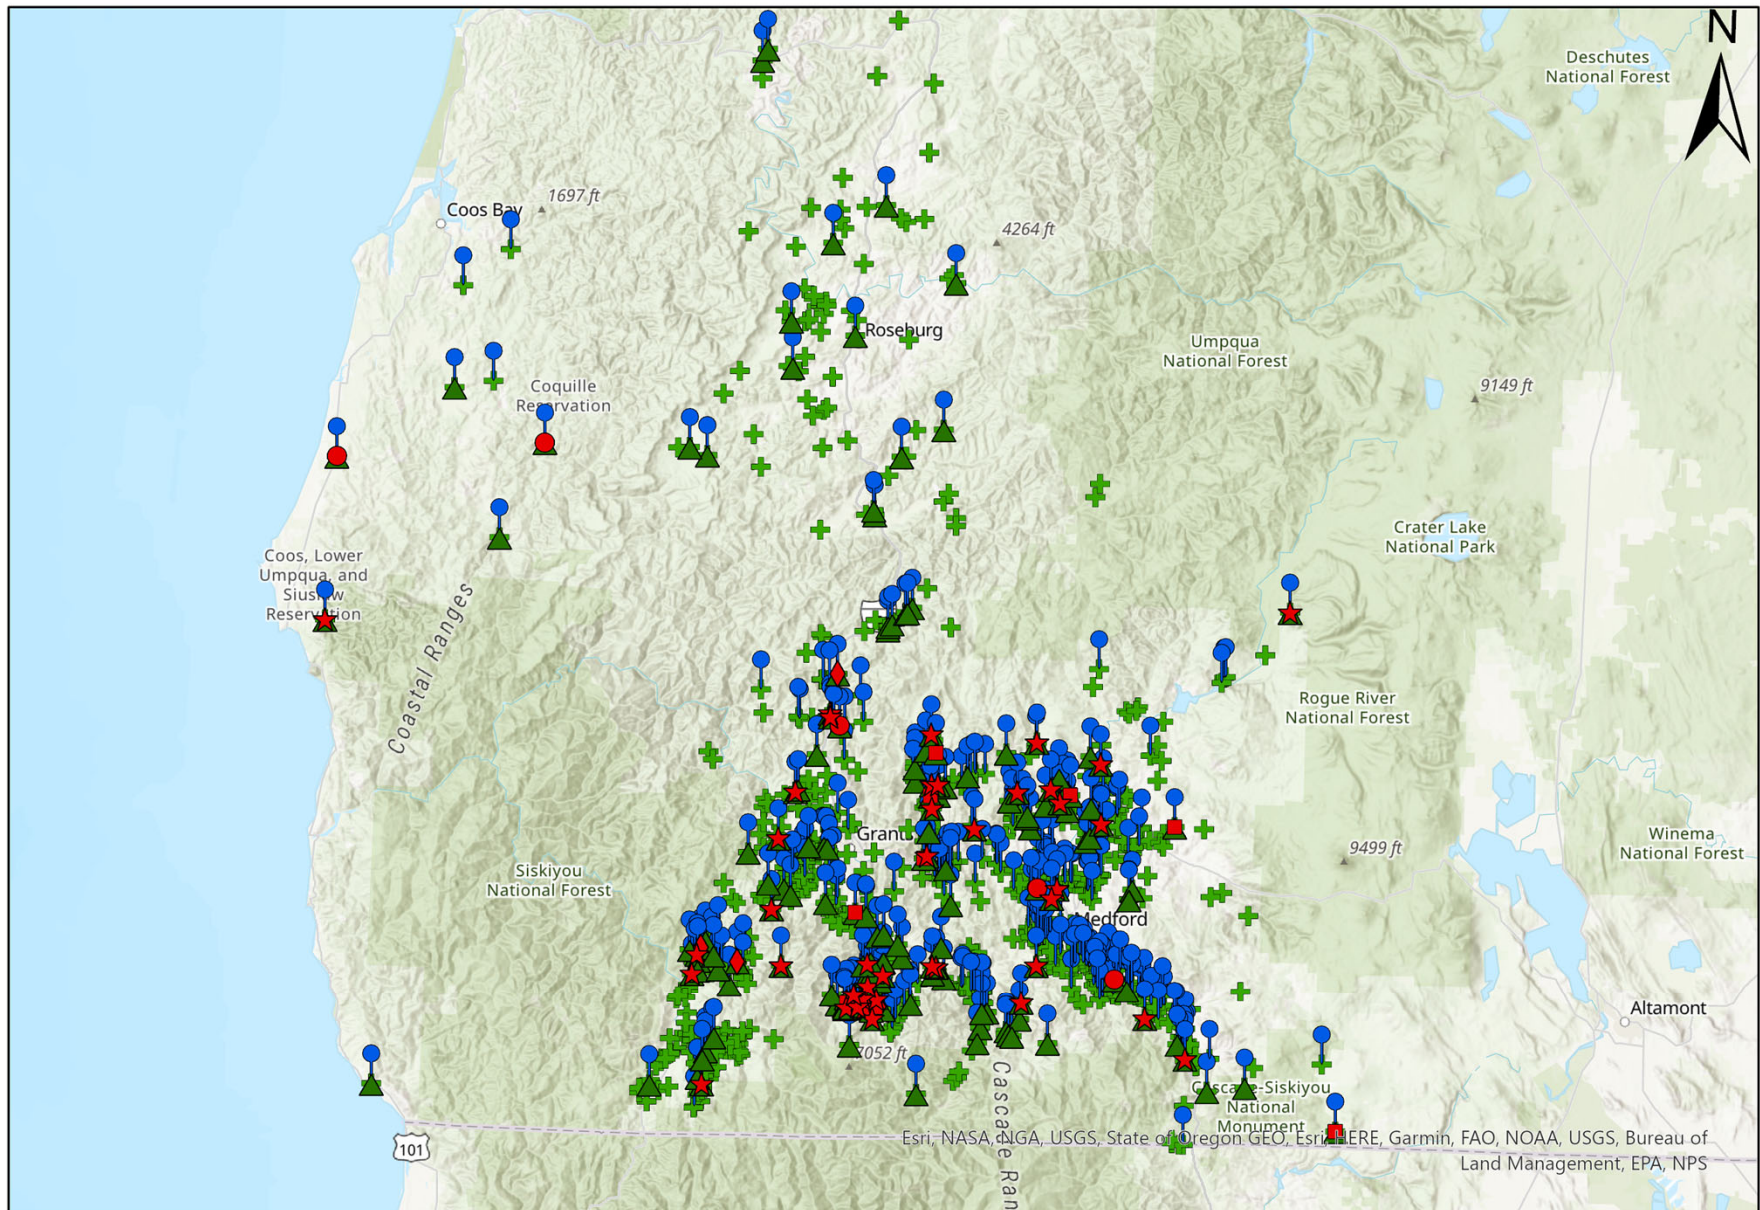 N
Deschutes
National Forest
1697 ft
Coos Bay
4264 ft
Roseburg
Umpqua
National Forest
9149 ft
Coquille
Reservation
Crater Lake
National Park
Coos, Lower
Umpqua, and
Siuslaw
Reservation
Coastal Ranges
Rogue River
National Forest
Grants
9499 ft
Winema
National Forest
Siskiyou
National Forest
Medford
Altamont
7052 ft
Cascade-Siskiyou
National
Monument
Cascade Ran
101
Esri, NASA, NGA, USGS, State of Oregon GEO, Esri, HERE, Garmin, FAO, NOAA, USGS, Bureau of
Land Management, EPA, NPS